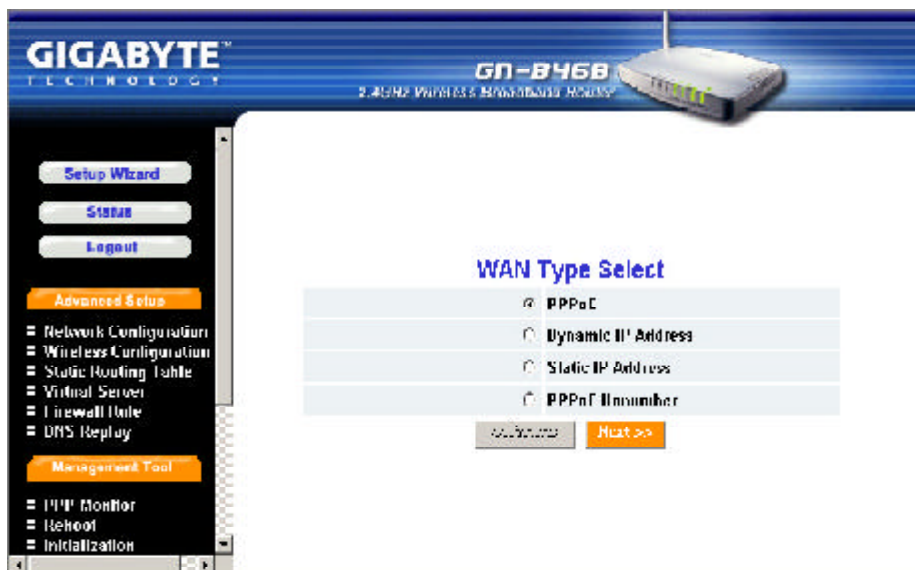 GIGABYTE™
TECHNOLOGY
GN-B46B
2.4GHz Wireless Broadband Router
Setup Wizard
Status
Logout
Advanced Setup
Network Configuration
Wireless Configuration
Static Routing Table
Virtual Server
Firewall Rule
DNS Replay
Management Tool
PPP Monitor
Reboot
Initialization
WAN Type Select
PPPoE
Dynamic IP Address
Static IP Address
PPPoE Unnumber
Next >>